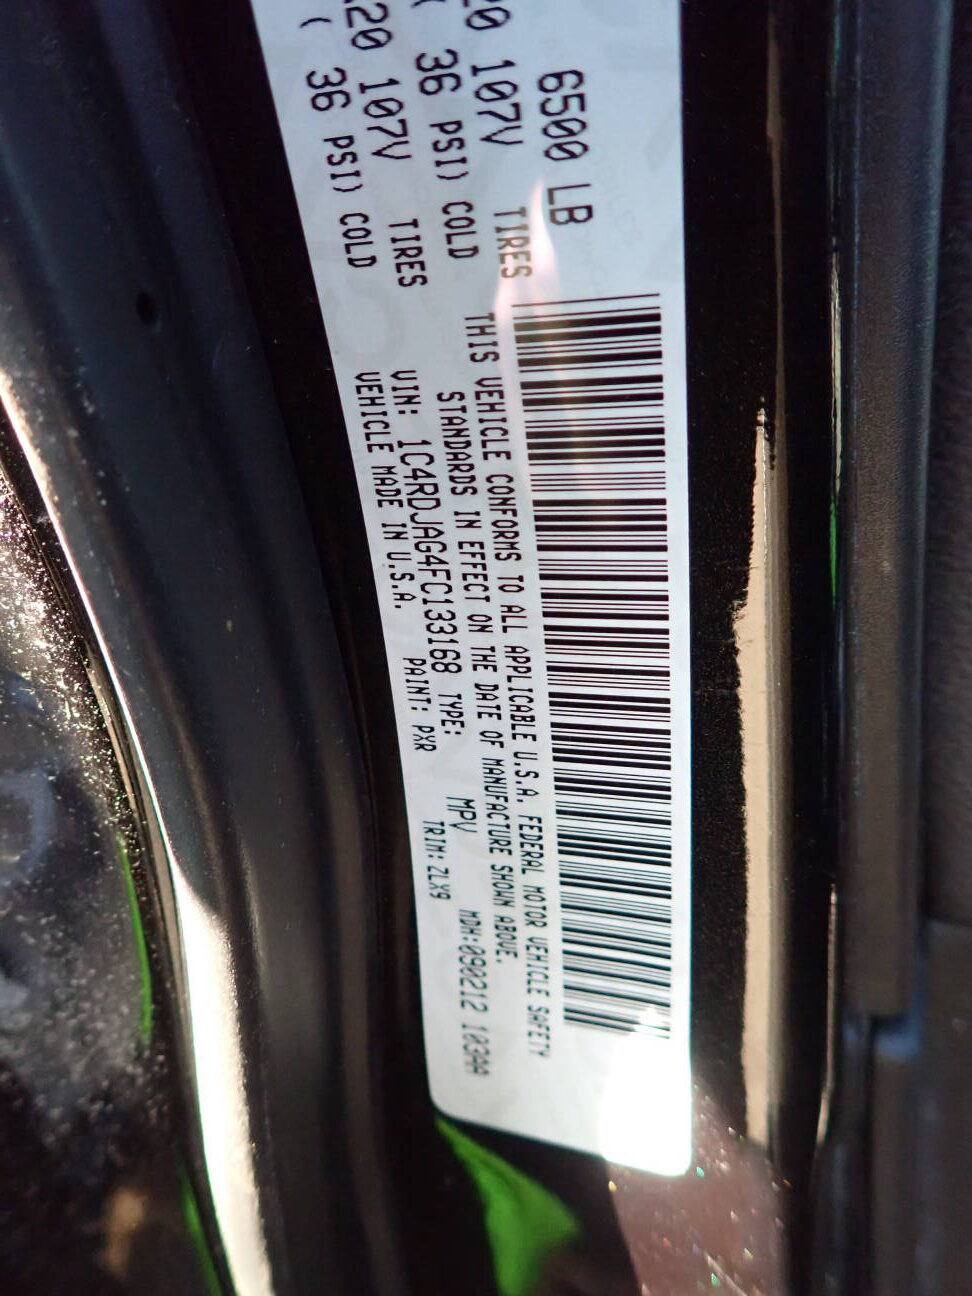 6500 LB
20 107V TIRES
( 36 PSI) COLD
20 107V TIRES
( 36 PSI) COLD
THIS VEHICLE CONFORMS TO ALL APPLICABLE U.S.A. FEDERAL MOTOR VEHICLE SAFETY
STANDARDS IN EFFECT ON THE DATE OF MANUFACTURE SHOWN ABOVE.
VIN: 1C4RDJAG4FC133168 TYPE: MPV MDH:090212 103AA
VEHICLE MADE IN U.S.A. PAINT: PXR TRIM: ZLX9